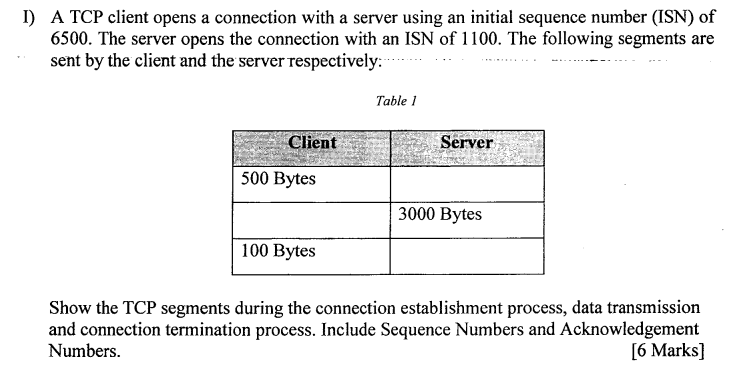 I) A TCP client opens a connection with a server using an initial sequence number (ISN) of
6500. The server opens the connection with an ISN of 1100. The following segments are
sent by the client and the server respectively:
Table 1
Client Server
500 Bytes
3000 Bytes
100 Bytes
Show the TCP segments during the connection establishment process, data transmission
and connection termination process. Include Sequence Numbers and Acknowledgement
Numbers. [6 Marks]